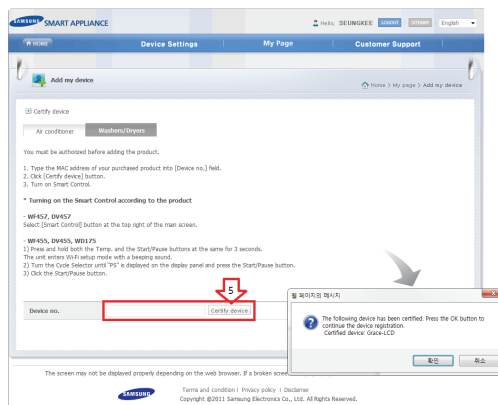 SAMSUNG SMART APPLIANCE
Hello, SEUNGKEE LOGOUT SITEMAP English
HOME Device Settings My Page Customer Support
Add my device
Home > My page > Add my device
Certify device
Air conditioner Washers/Dryers
You must be authorized before adding the product.
1. Type the MAC address of your purchased product into [Device no.] field.
2. Click [Certify device] button.
3. Turn on Smart Control.
* Turning on the Smart Control according to the product
- WF457, DV457
Select [Smart Control] button at the top right of the main screen.
- WF455, DV455, WD175
1) Press and hold both the Temp. and the Start/Pause buttons at the same for 3 seconds.
The unit enters Wi-Fi setup mode with a beeping sound.
2) Turn the Cycle Selector until "PS" is displayed on the display panel and press the Start/Pause button.
3) Click the Start/Pause button.
5
Device no. Certify device
웹 페이지의 메시지
The following device has been certified. Press the OK button to
continue the device registration.
Certified device: Grace-LCD
확인 취소
The screen may not be displayed properly depending on the web browser. If a broken scree
SAMSUNG
Terms and condition l Privacy policy l Disclaimer
Copyright @2011 Samsung Electronics Co., Ltd. All Rights Reserved.